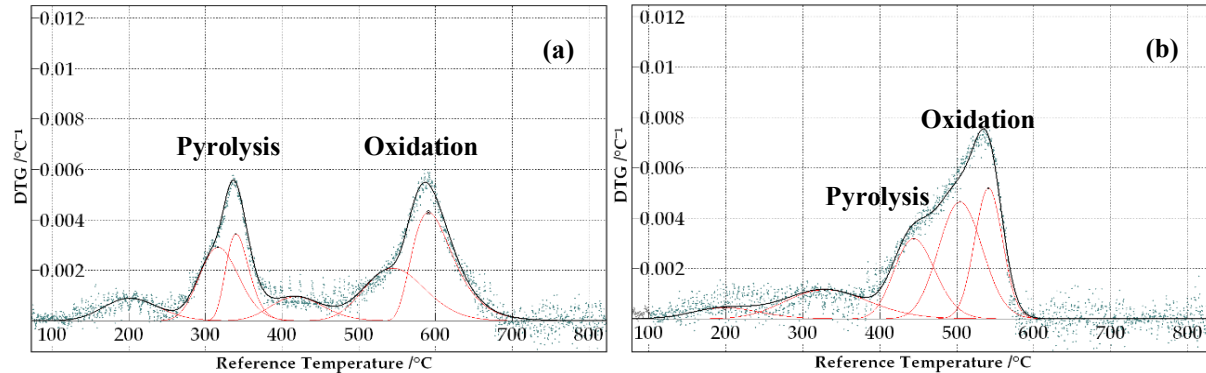 (a)
Pyrolysis
Oxidation
DTG /°C⁻¹
0.012
0.01
0.008
0.006
0.004
0.002
0
100 200 300 400 500 600 700 800
Reference Temperature /°C
(b)
Oxidation
Pyrolysis
DTG /°C⁻¹
0.012
0.01
0.008
0.006
0.004
0.002
0
100 200 300 400 500 600 700 800
Reference Temperature /°C